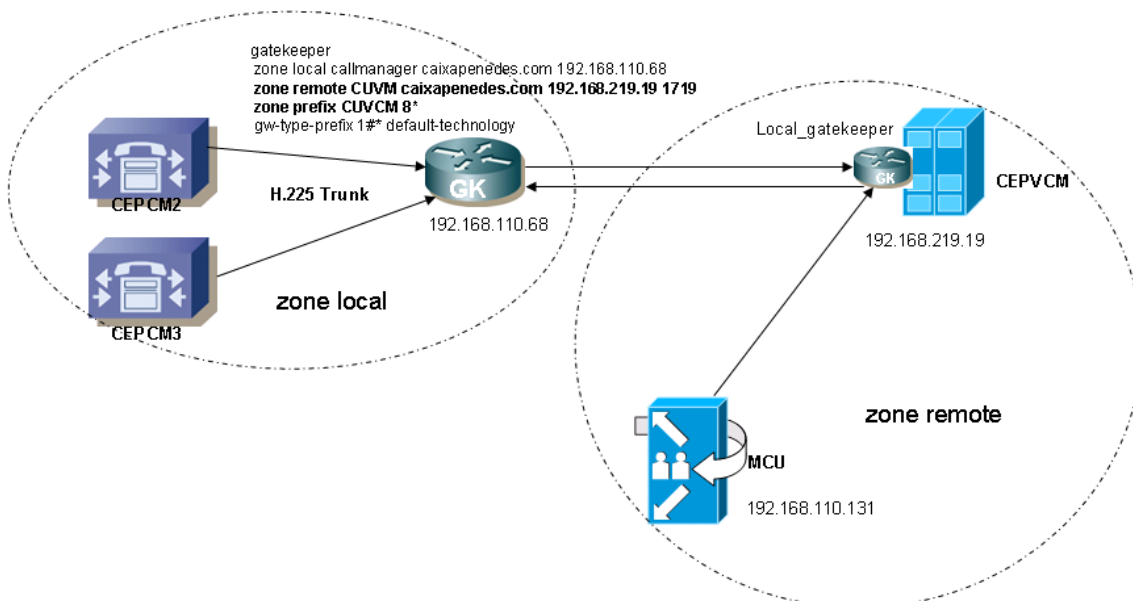 gatekeeper
zone local callmanager caixapenedes.com 192.168.110.68
zone remote CUVM caixapenedes.com 192.168.219.19 1719
zone prefix CUVCM 8*
gw-type-prefix 1#* default-technology
Local_gatekeeper
GK
GK
CEPVCM
CEPCM2
H.225 Trunk
192.168.110.68
192.168.219.19
zone local
CEPCM3
zone remote
MCU
192.168.110.131